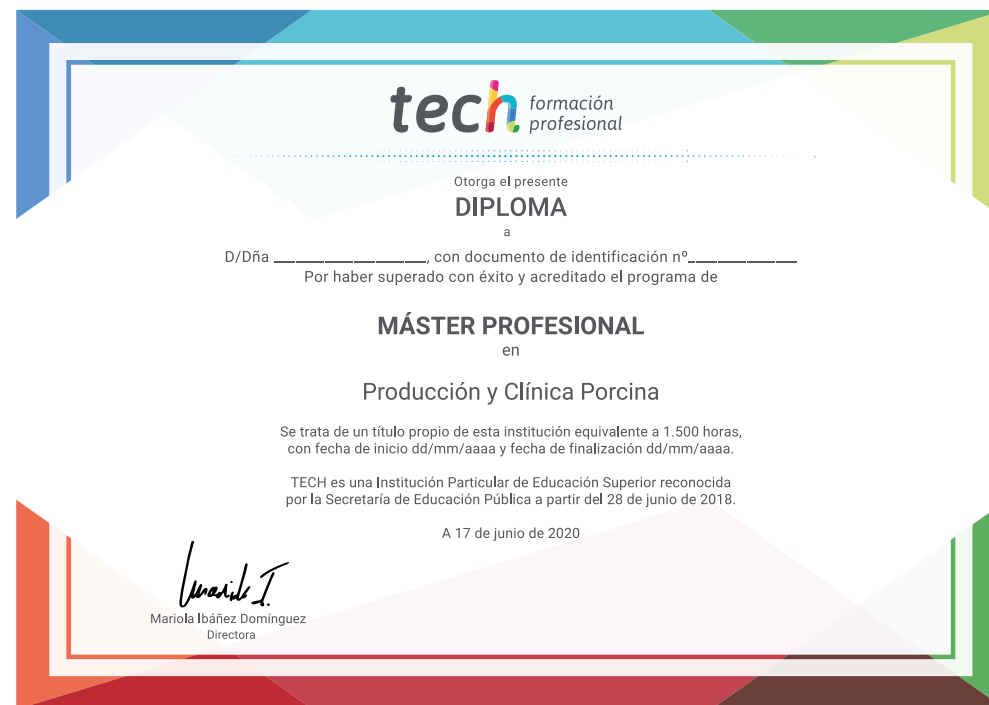 tech formación
profesional
Otorga el presente
DIPLOMA
a
D/Dña ____________________, con documento de identificación nº______________
Por haber superado con éxito y acreditado el programa de
MÁSTER PROFESIONAL
en
Producción y Clínica Porcina
Se trata de un título propio de esta institución equivalente a 1.500 horas,
con fecha de inicio dd/mm/aaaa y fecha de finalización dd/mm/aaaa.
TECH es una Institución Particular de Educación Superior reconocida
por la Secretaría de Educación Pública a partir del 28 de junio de 2018.
A 17 de junio de 2020
Mariola Ibáñez Domínguez
Directora